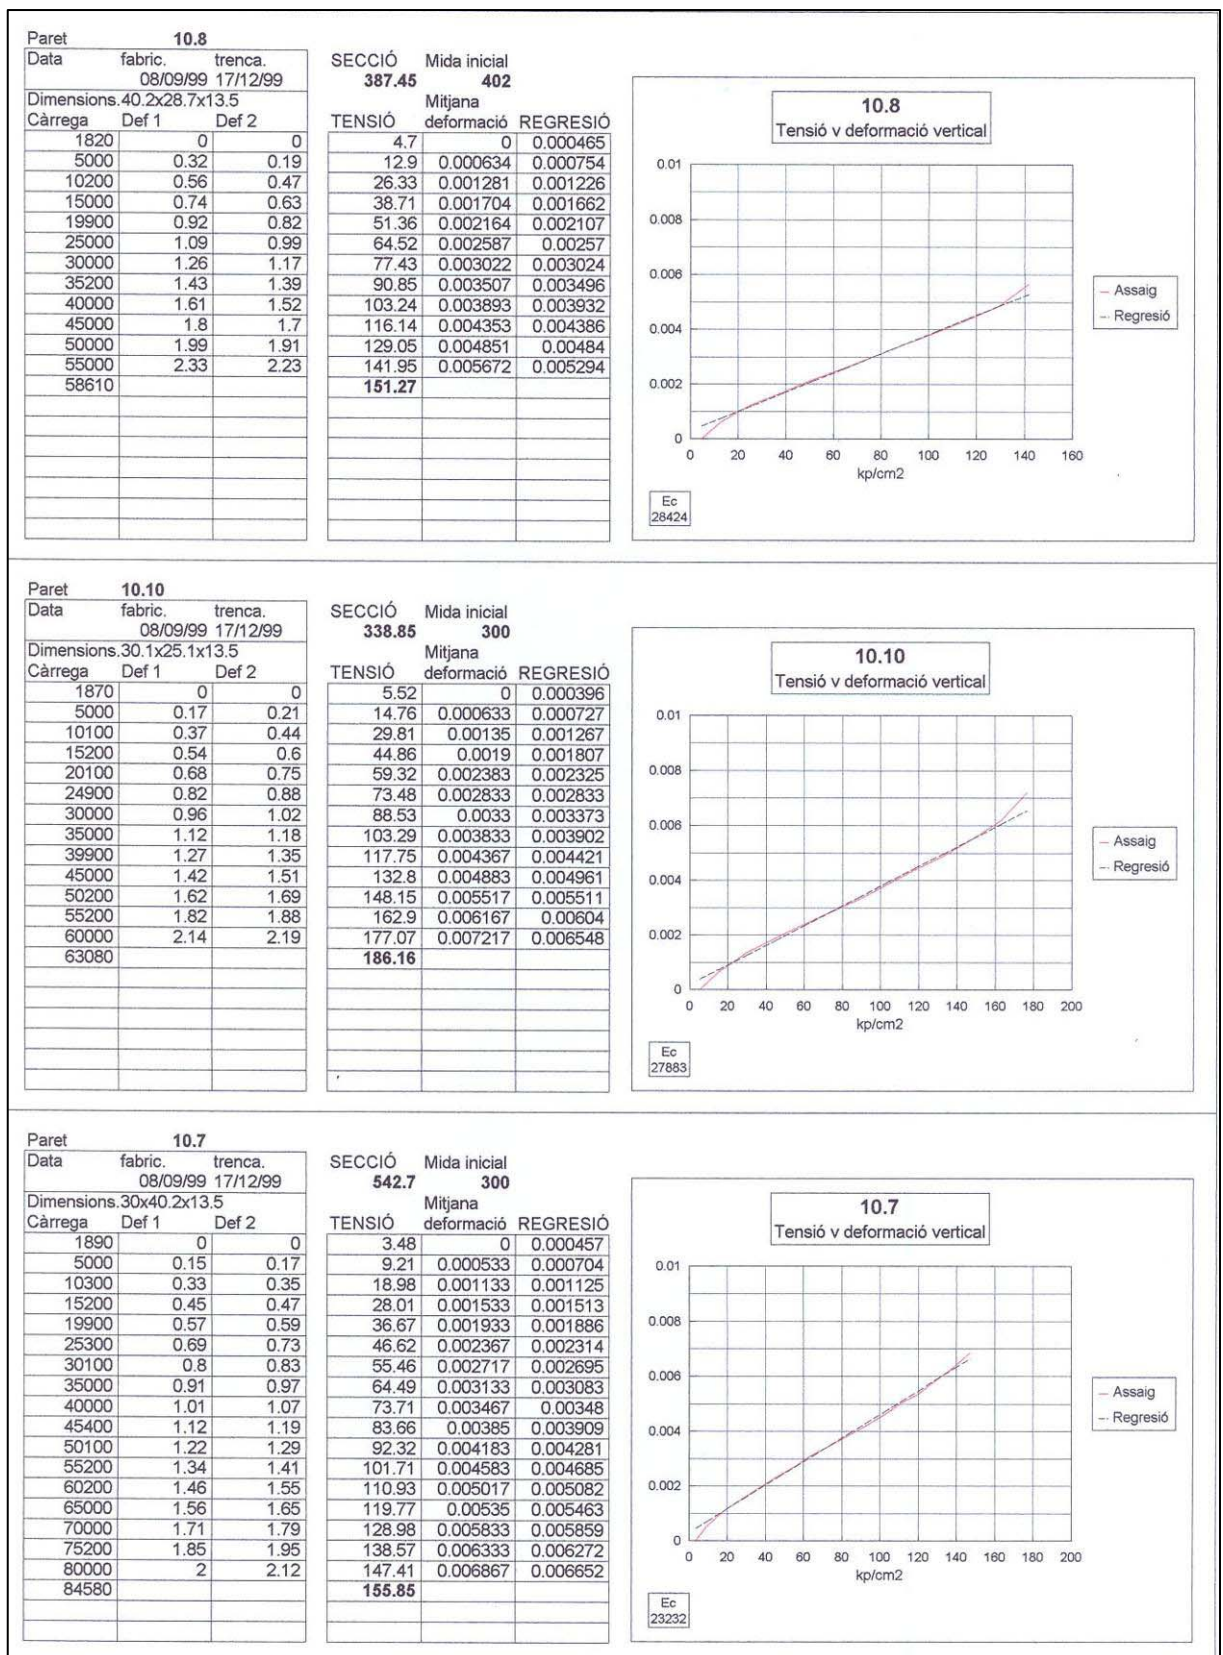 Paret 10.8
Data fabric. trenca. SECCIÓ Mida inicial
08/09/99 17/12/99 387.45 402
Dimensions.40.2x28.7x13.5 Mitjana
Càrrega Def 1 Def 2 TENSIÓ deformació REGRESIÓ
1820 0 0 4.7 0 0.000465
5000 0.32 0.19 12.9 0.000634 0.000754
10200 0.56 0.47 26.33 0.001281 0.001226
15000 0.74 0.63 38.71 0.001704 0.001662
19900 0.92 0.82 51.36 0.002164 0.002107
25000 1.09 0.99 64.52 0.002587 0.00257
30000 1.26 1.17 77.43 0.003022 0.003024
35200 1.43 1.39 90.85 0.003507 0.003496
40000 1.61 1.52 103.24 0.003893 0.003932
45000 1.8 1.7 116.14 0.004353 0.004386
50000 1.99 1.91 129.05 0.004851 0.00484
55000 2.33 2.23 141.95 0.005672 0.005294
58610 151.27
10.8
Tensió v deformació vertical
0.01
0.008
0.006
0.004
0.002
0
0 20 40 60 80 100 120 140 160
kp/cm2
Assaig
Regresió
Ec
28424
Paret 10.10
Data fabric. trenca. SECCIÓ Mida inicial
08/09/99 17/12/99 338.85 300
Dimensions.30.1x25.1x13.5 Mitjana
Càrrega Def 1 Def 2 TENSIÓ deformació REGRESIÓ
1870 0 0 5.52 0 0.000396
5000 0.17 0.21 14.76 0.000633 0.000727
10100 0.37 0.44 29.81 0.00135 0.001267
15200 0.54 0.6 44.86 0.0019 0.001807
20100 0.68 0.75 59.32 0.002383 0.002325
24900 0.82 0.88 73.48 0.002833 0.002833
30000 0.96 1.02 88.53 0.0033 0.003373
35000 1.12 1.18 103.29 0.003833 0.003902
39900 1.27 1.35 117.75 0.004367 0.004421
45000 1.42 1.51 132.8 0.004883 0.004961
50200 1.62 1.69 148.15 0.005517 0.005511
55200 1.82 1.88 162.9 0.006167 0.00604
60000 2.14 2.19 177.07 0.007217 0.006548
63080 186.16
10.10
Tensió v deformació vertical
0.01
0.008
0.006
0.004
0.002
0
0 20 40 60 80 100 120 140 160 180 200
kp/cm2
Assaig
Regresió
Ec
27883
Paret 10.7
Data fabric. trenca. SECCIÓ Mida inicial
08/09/99 17/12/99 542.7 300
Dimensions.30x40.2x13.5 Mitjana
Càrrega Def 1 Def 2 TENSIÓ deformació REGRESIÓ
1890 0 0 3.48 0 0.000457
5000 0.15 0.17 9.21 0.000533 0.000704
10300 0.33 0.35 18.98 0.001133 0.001125
15200 0.45 0.47 28.01 0.001533 0.001513
19900 0.57 0.59 36.67 0.001933 0.001886
25300 0.69 0.73 46.62 0.002367 0.002314
30100 0.8 0.83 55.46 0.002717 0.002695
35000 0.91 0.97 64.49 0.003133 0.003083
40000 1.01 1.07 73.71 0.003467 0.00348
45400 1.12 1.19 83.66 0.00385 0.003909
50100 1.22 1.29 92.32 0.004183 0.004281
55200 1.34 1.41 101.71 0.004583 0.004685
60200 1.46 1.55 110.93 0.005017 0.005082
65000 1.56 1.65 119.77 0.00535 0.005463
70000 1.71 1.79 128.98 0.005833 0.005859
75200 1.85 1.95 138.57 0.006333 0.006272
80000 2 2.12 147.41 0.006867 0.006652
84580 155.85
10.7
Tensió v deformació vertical
0.01
0.008
0.006
0.004
0.002
0
0 20 40 60 80 100 120 140 160 180 200
kp/cm2
Assaig
Regresió
Ec
23232